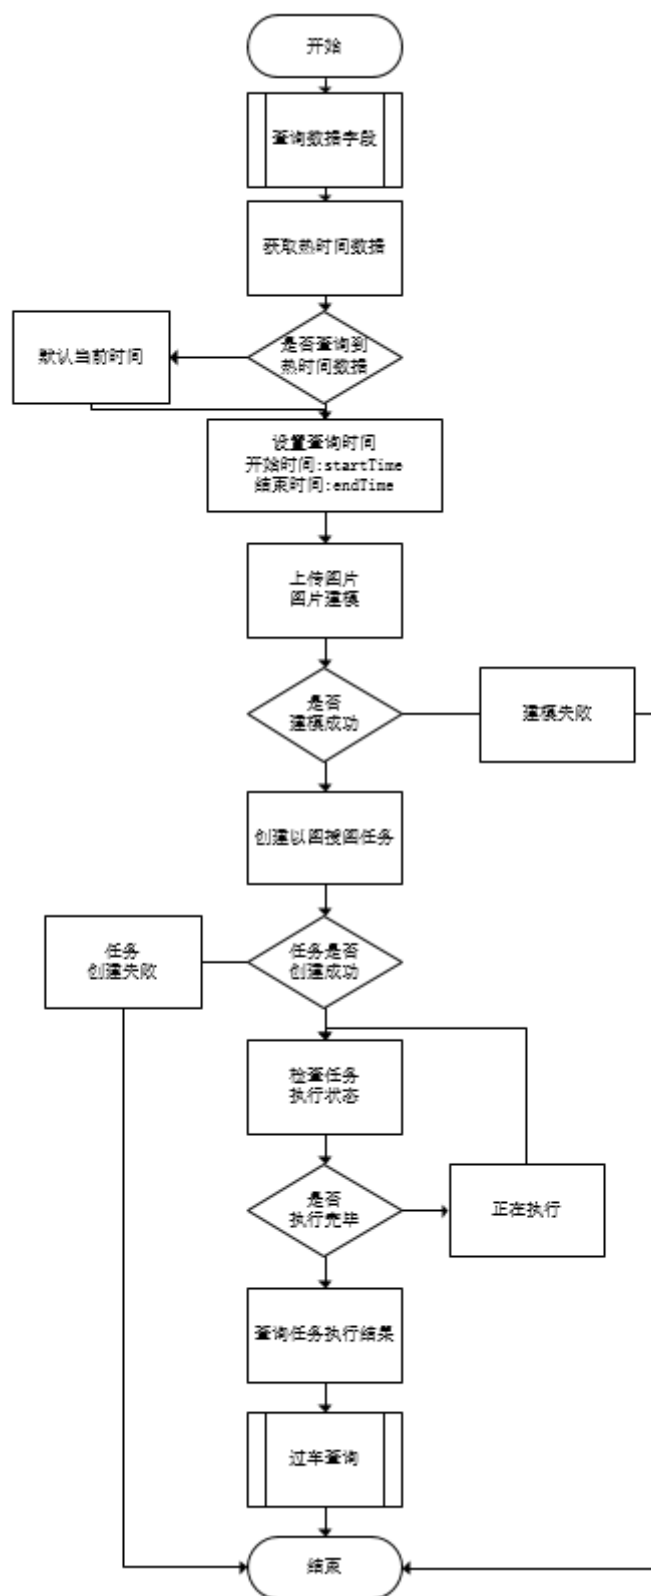 开始
查询数据字段
获取热时间数据
是否查询到
热时间数据
默认当前时间
设置查询时间
开始时间:startTime
结束时间:endTime
上传图片
图片建模
是否
建模成功
建模失败
创建以图搜图任务
任务是否
创建成功
任务
创建失败
检查任务
执行状态
是否
执行完毕
正在执行
查询任务执行结果
过车查询
结束